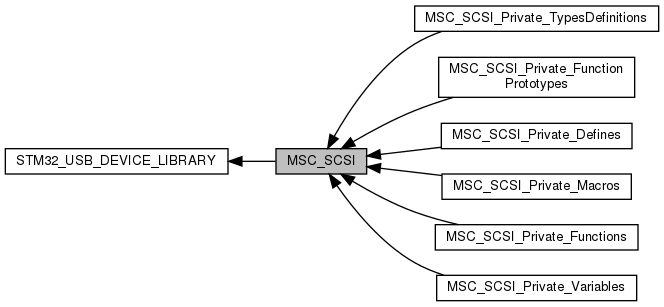 MSC_SCSI_Private_TypesDefinitions
MSC_SCSI_Private_Function
Prototypes
MSC_SCSI_Private_Defines
STM32_USB_DEVICE_LIBRARY
MSC_SCSI
MSC_SCSI_Private_Macros
MSC_SCSI_Private_Functions
MSC_SCSI_Private_Variables